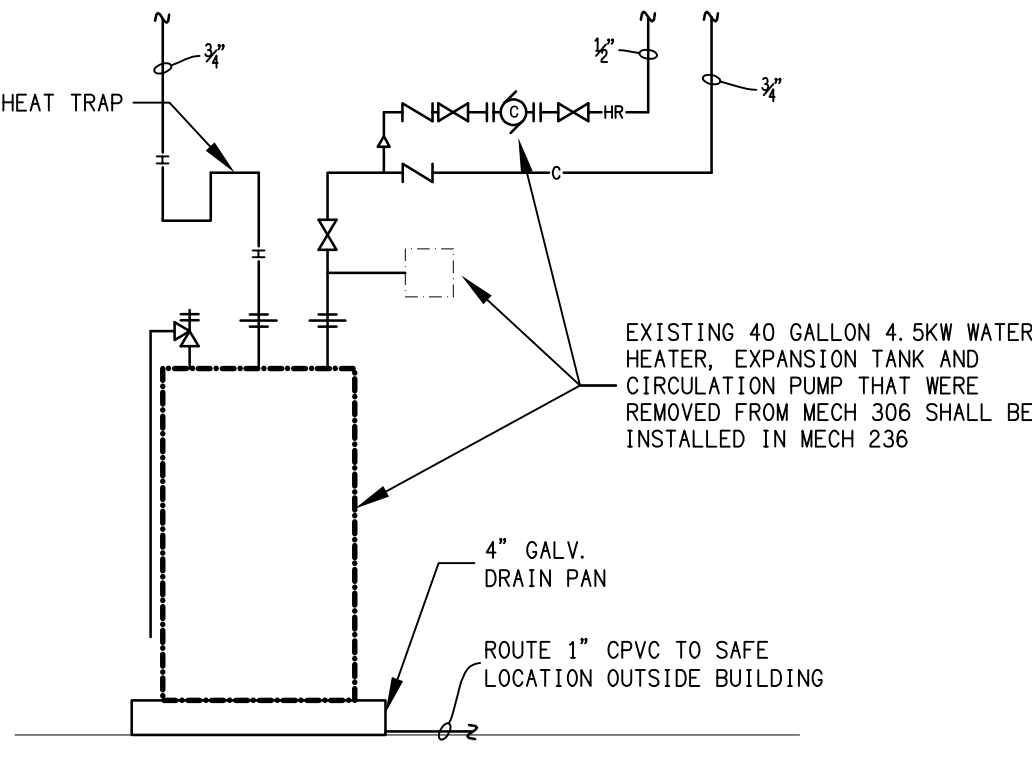 3/4"
1/2"
3/4"
HEAT TRAP
C
HR
H
C
H
EXISTING 40 GALLON 4.5KW WATER
HEATER, EXPANSION TANK AND
CIRCULATION PUMP THAT WERE
REMOVED FROM MECH 306 SHALL BE
INSTALLED IN MECH 236
4" GALV.
DRAIN PAN
ROUTE 1" CPVC TO SAFE
LOCATION OUTSIDE BUILDING